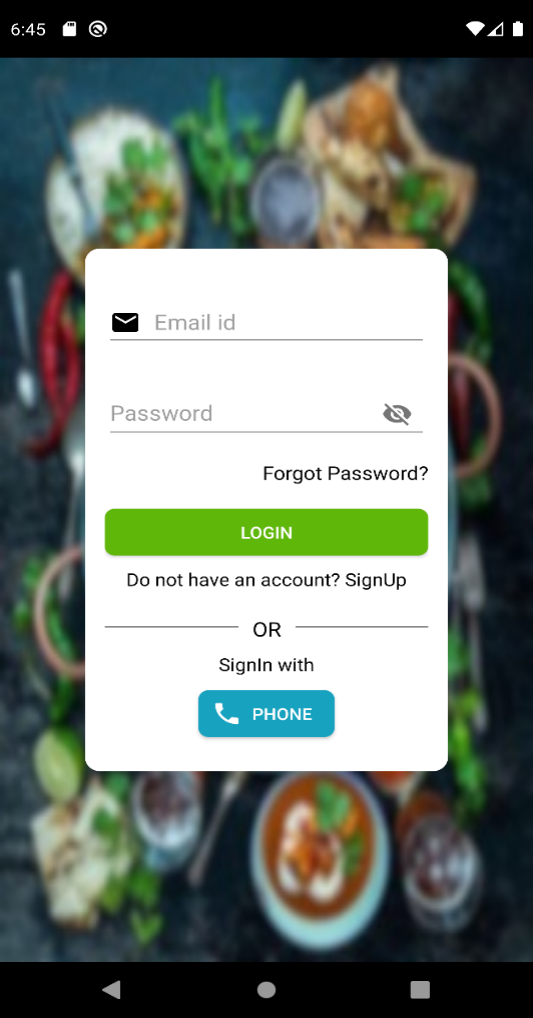 6:45
Email id
Password
Forgot Password?
LOGIN
Do not have an account? SignUp
OR
SignIn with
PHONE